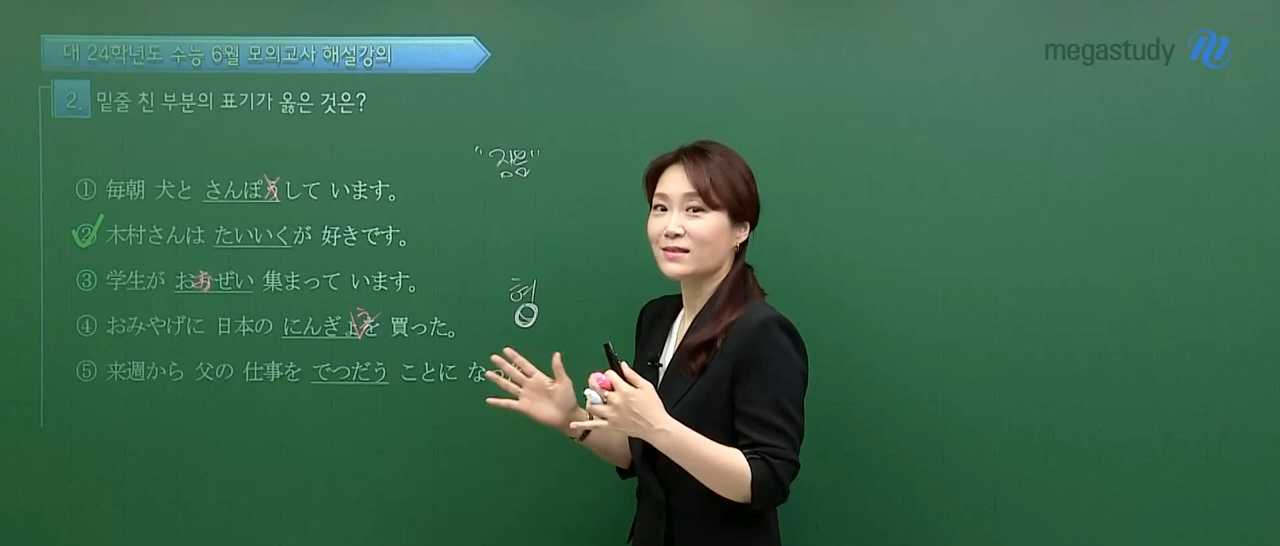 대 24학년도 수능 6월 모의고사 해설강의
megastudy
2. 밑줄 친 부분의 표기가 옳은 것은?
① 毎朝 犬と さんぽうして います。
② 木村さんは たいいくが 好きです。
③ 学生が おおぜい 集まって います。
④ おみやげに 日本の にんぎょうを 買った。
⑤ 来週から 父の 仕事を でつだう ことに